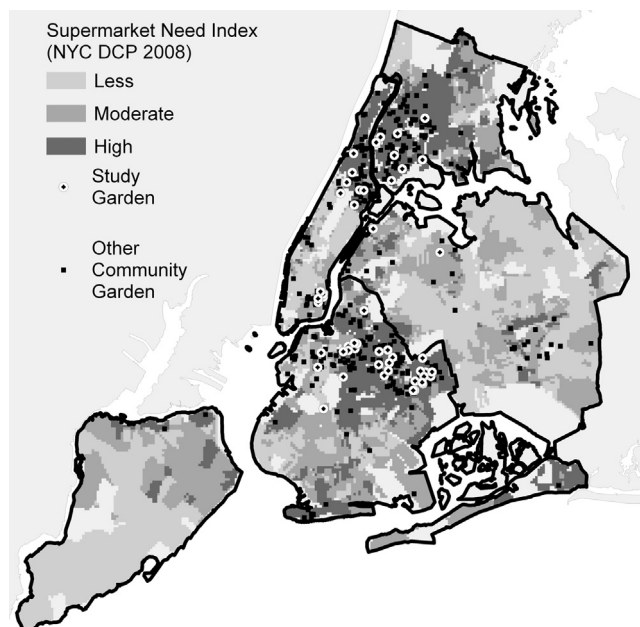 Supermarket Need Index
(NYC DCP 2008)
Less
Moderate
High
Study
Garden
Other
Community
Garden